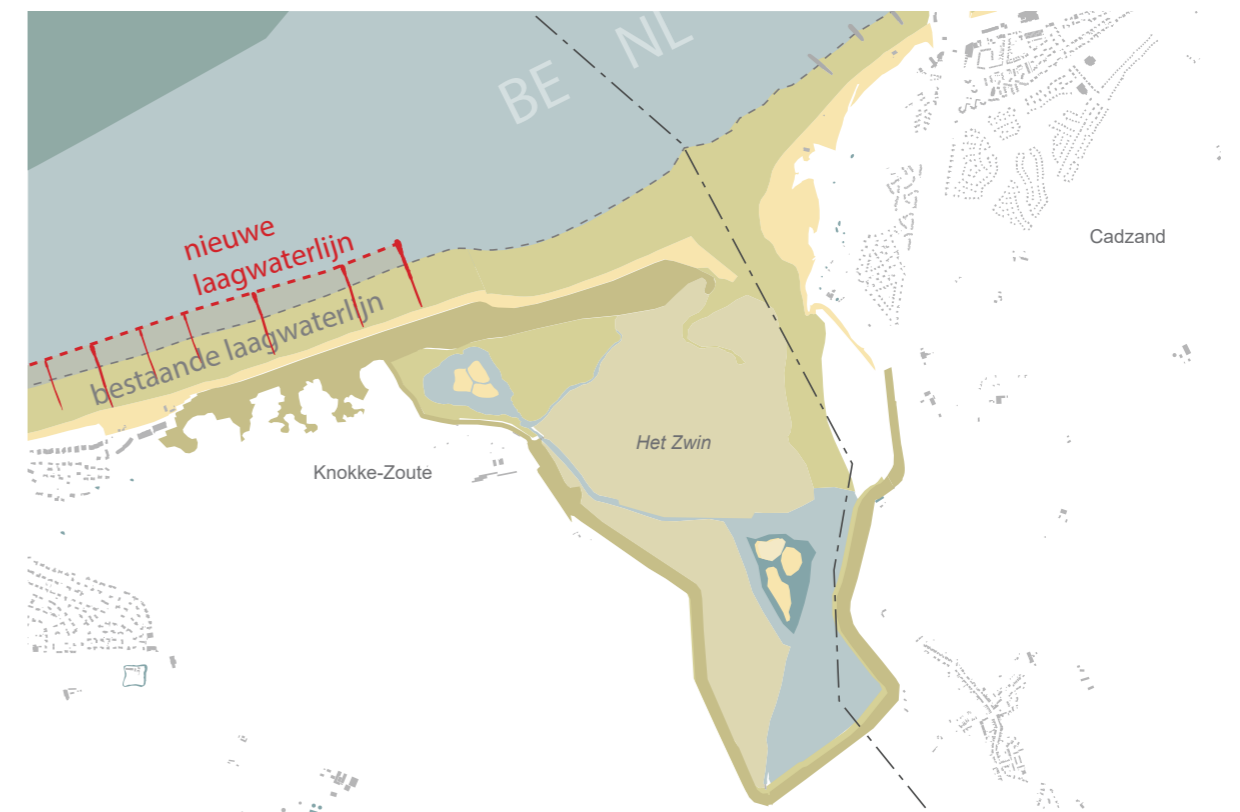 BE NL
nieuwe
laagwaterlijn
bestaande laagwaterlijn
Cadzand
Het Zwin
Knokke-Zoute